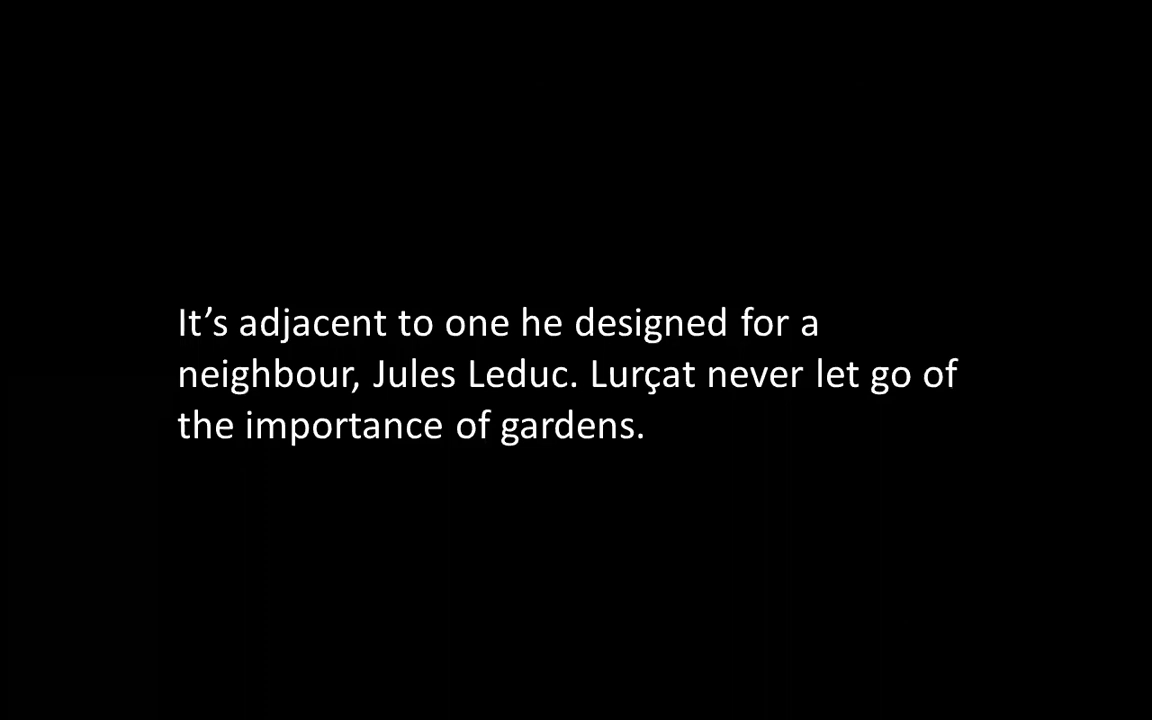 It’s adjacent to one he designed for a
neighbour, Jules Leduc. Lurçat never let go of
the importance of gardens.